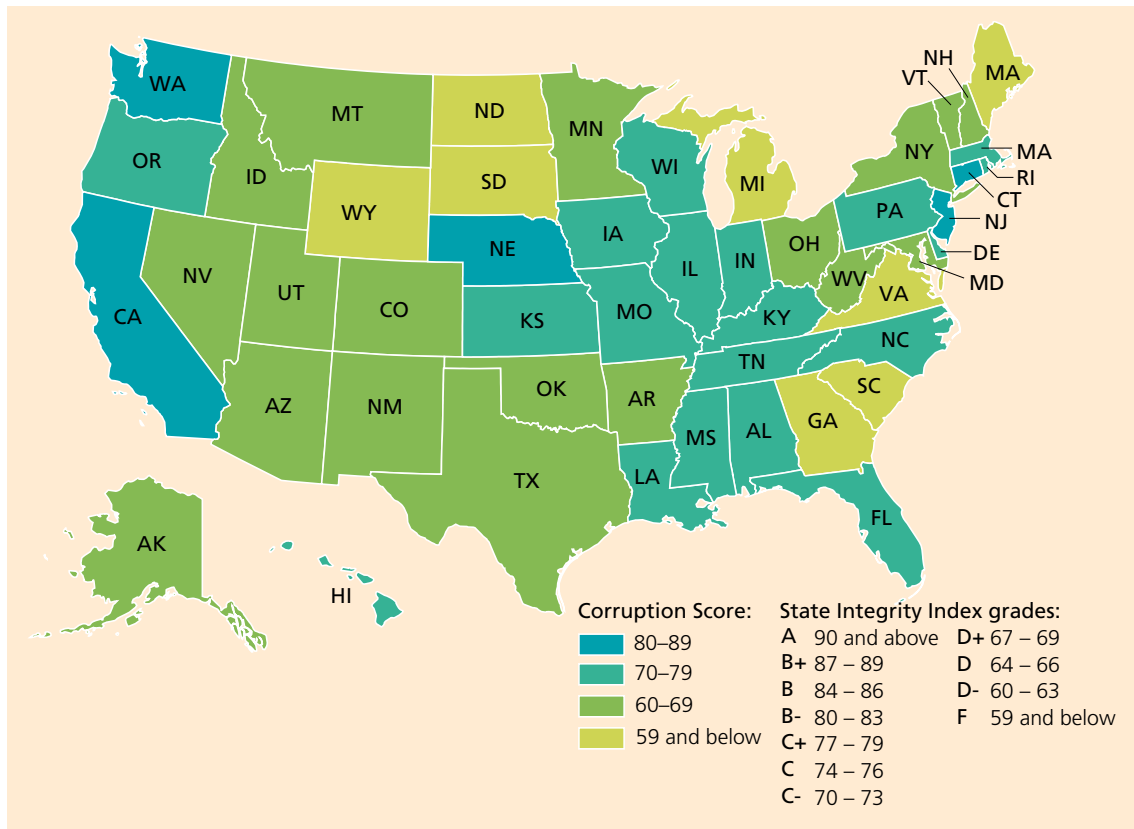 WA
OR
CA
NV
ID
MT
WY
UT
CO
AZ
NM
ND
SD
NE
KS
OK
TX
MN
IA
MO
AR
LA
WI
IL
MS
MI
IN
OH
KY
TN
AL
GA
FL
SC
NC
VA
WV
PA
NY
VT
NH
MA
MA
RI
CT
NJ
DE
MD
AK
HI
Corruption Score:
80–89
70–79
60–69
59 and below
State Integrity Index grades:
A 90 and above
B+ 87 – 89
B 84 – 86
B- 80 – 83
C+ 77 – 79
C 74 – 76
C- 70 – 73
D+ 67 – 69
D 64 – 66
D- 60 – 63
F 59 and below